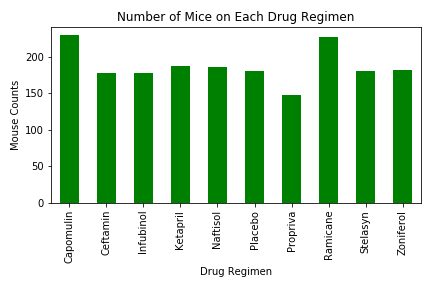 Number of Mice on Each Drug Regimen
Mouse Counts
200
150
100
50
0
Capomulin
Ceftamin
Infubinol
Ketapril
Naftisol
Placebo
Propriva
Ramicane
Stelasyn
Zoniferol
Drug Regimen